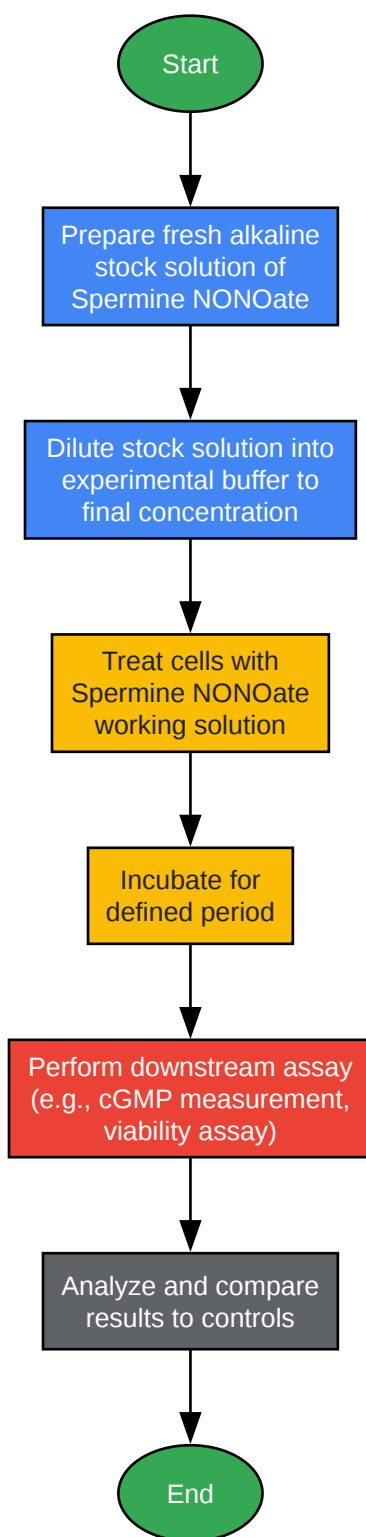 Start
Prepare fresh alkaline
stock solution of
Spermine NONOate
Dilute stock solution into
experimental buffer to
final concentration
Treat cells with
Spermine NONOate
working solution
Incubate for
defined period
Perform downstream assay
(e.g., cGMP measurement,
viability assay)
Analyze and compare
results to controls
End